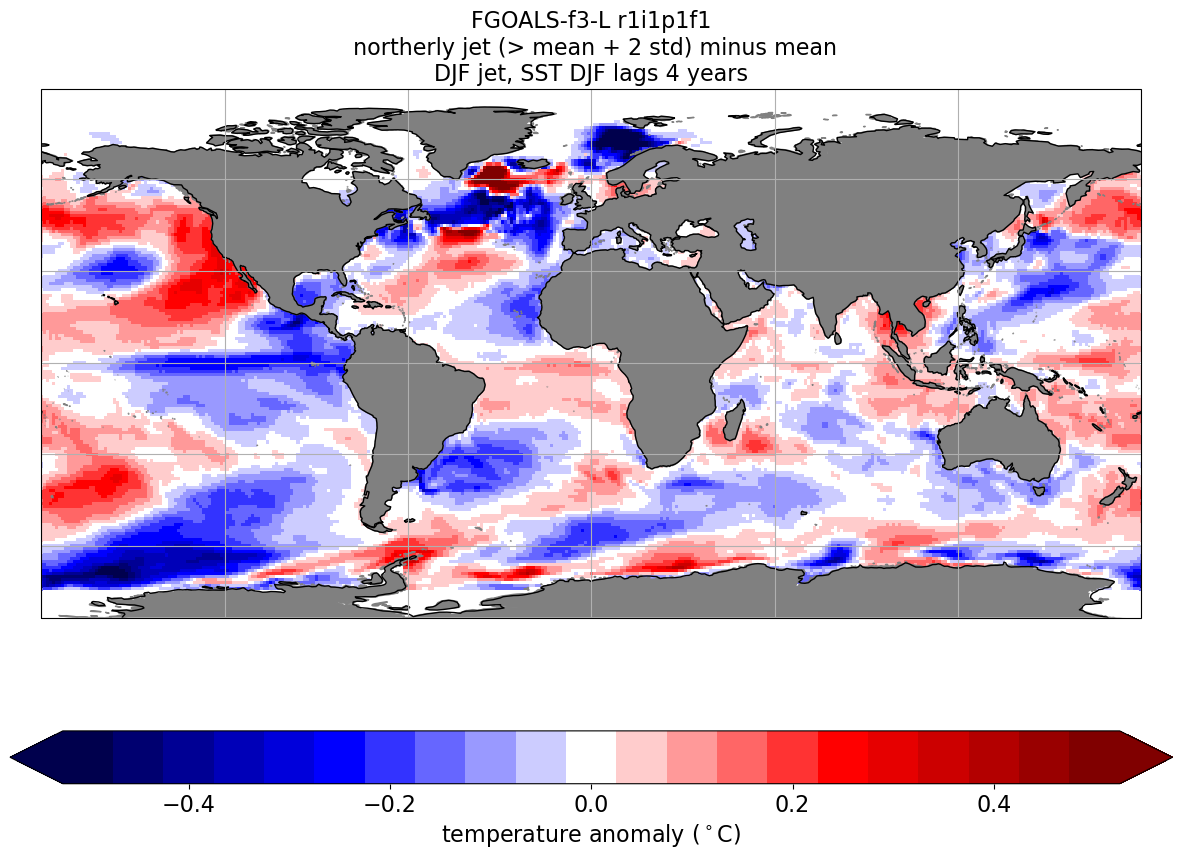 FGOALS-f3-L r1i1p1f1
northerly jet (> mean + 2 std) minus mean
DJF jet, SST DJF lags 4 years
−0.4 −0.2 0.0 0.2 0.4
temperature anomaly (°C)